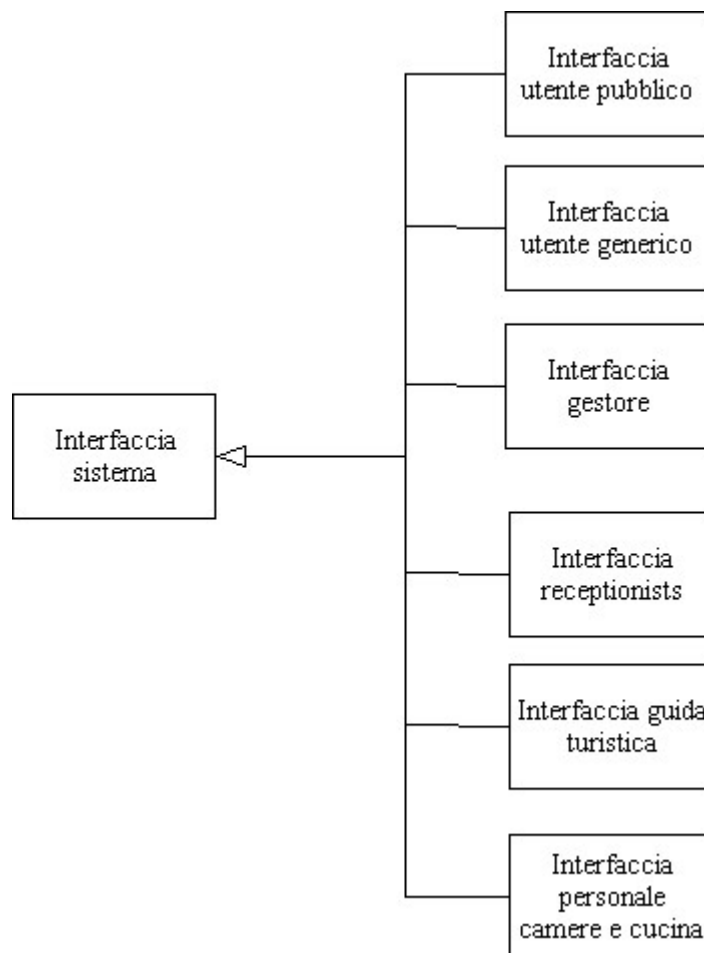 Interfaccia
utente pubblico
Interfaccia
utente generico
Interfaccia
gestore
Interfaccia
sistema
Interfaccia
receptionists
Interfaccia guida
turistica
Interfaccia
personale
camere e cucina